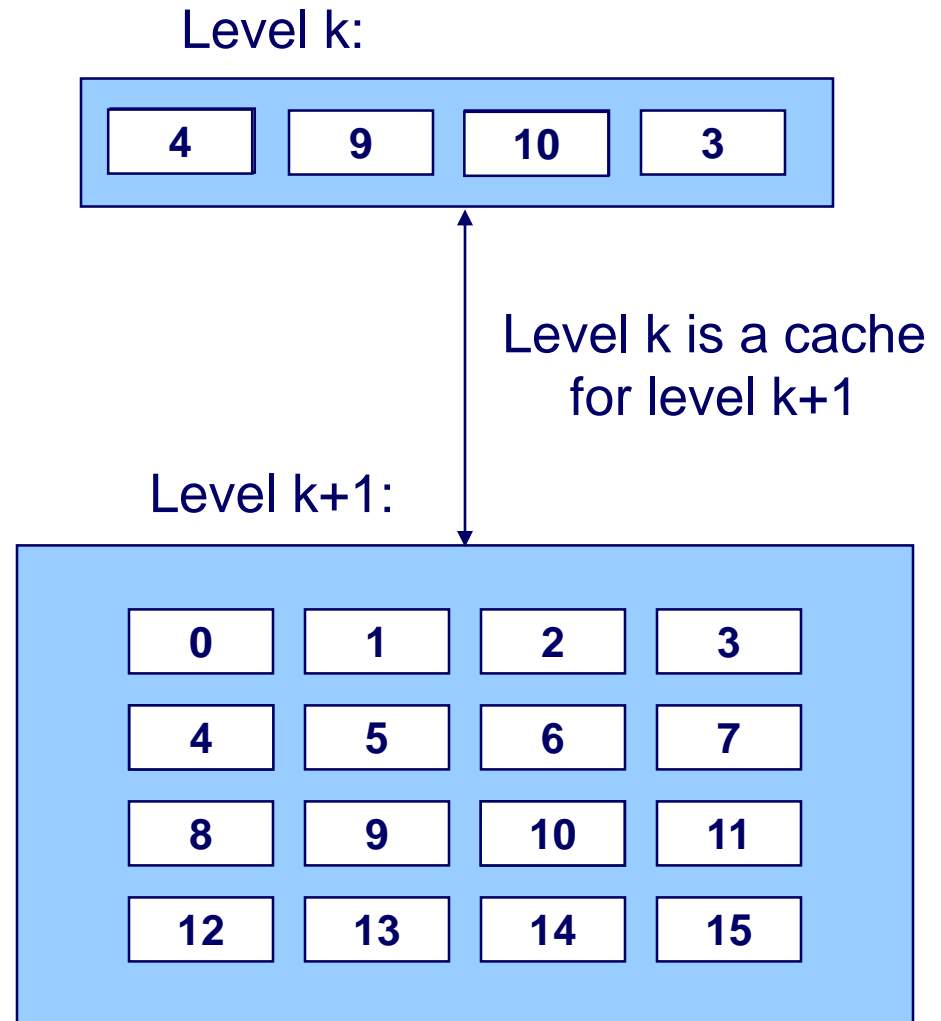 Level k:
4 9 10 3
Level k is a cache
for level k+1
Level k+1:
0 1 2 3
4 5 6 7
8 9 10 11
12 13 14 15